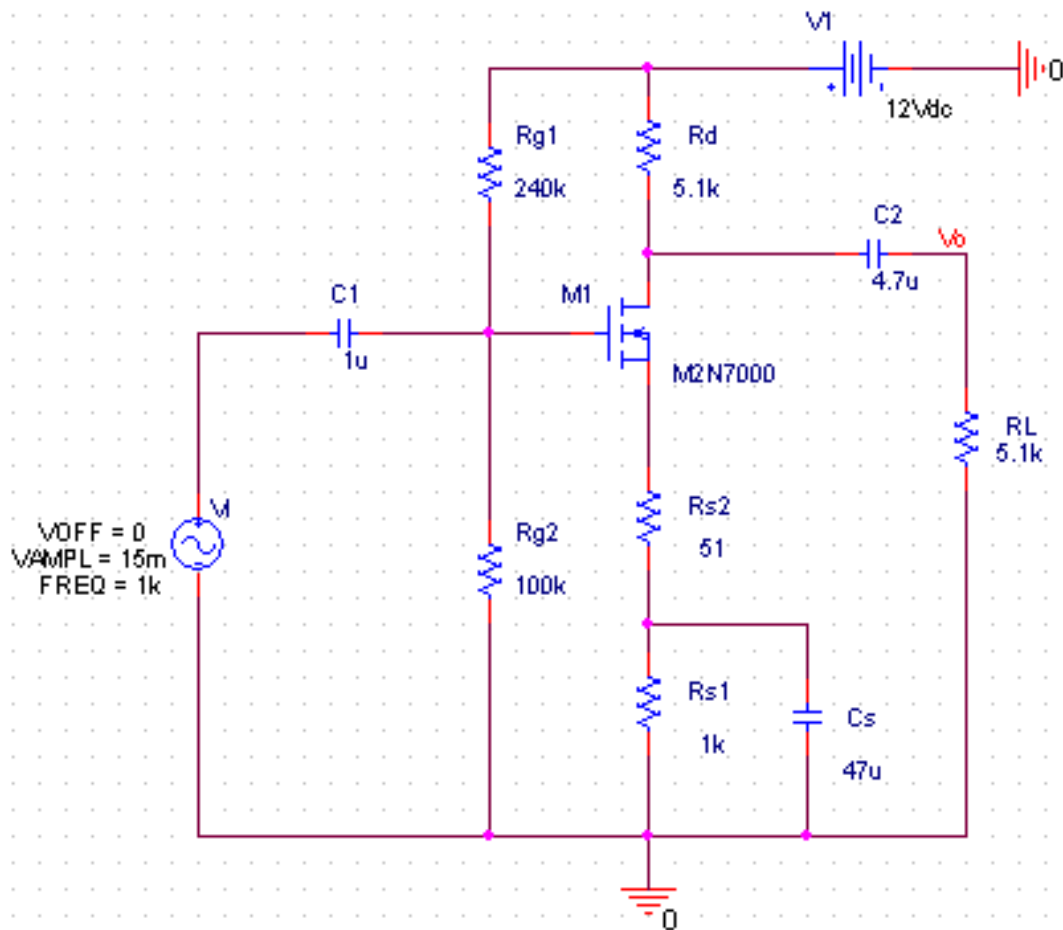 V1
0
12Vdc
Rg1
240k
Rd
5.1k
C2
Vo
4.7u
C1
1u
M1
M2N7000
RL
5.1k
Vi
VOFF = 0
VAMPL = 15m
FREQ = 1k
Rg2
100k
Rs2
51
Rs1
1k
Cs
47u
0